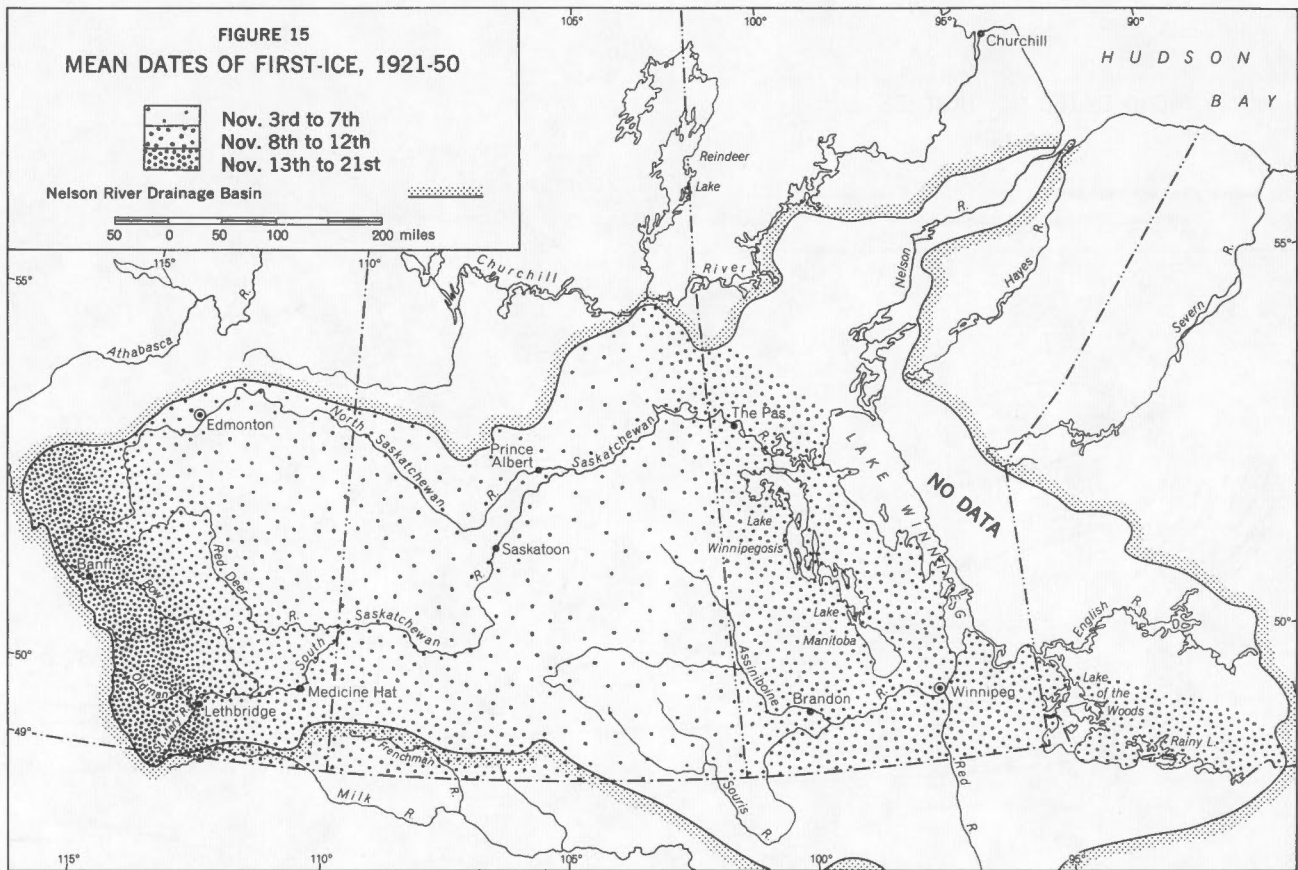 FIGURE 15
MEAN DATES OF FIRST-ICE, 1921-50
Nov. 3rd to 7th
Nov. 8th to 12th
Nov. 13th to 21st
Nelson River Drainage Basin
50 0 50 100 200 miles
105° 100° 95° 90°
Churchill
HUDSON
BAY
Reindeer
Lake
115° 110°
55°
Churchill
River
Nelson
R.
Hayes
R.
Severn
R.
55°
Athabasca
R.
Edmonton
North Saskatchewan
R.
Prince
Albert
Saskatchewan
The Pas
R.
LAKE WINNIPEG
NO DATA
Lake
Winnipegosis
Saskatoon
R.
Banff
Bow
R.
Red Deer
R.
South
Saskatchewan
Lake
Manitoba
English
R.
50°
50°
Oldman
Medicine Hat
Lethbridge
St. Mary
Assiniboine
Brandon
R.
Winnipeg
Lake
of the
Woods
Rainy L.
49°
Frenchman
R.
Milk
R.
Souris
R.
Red
R.
115° 110° 105° 100° 95°